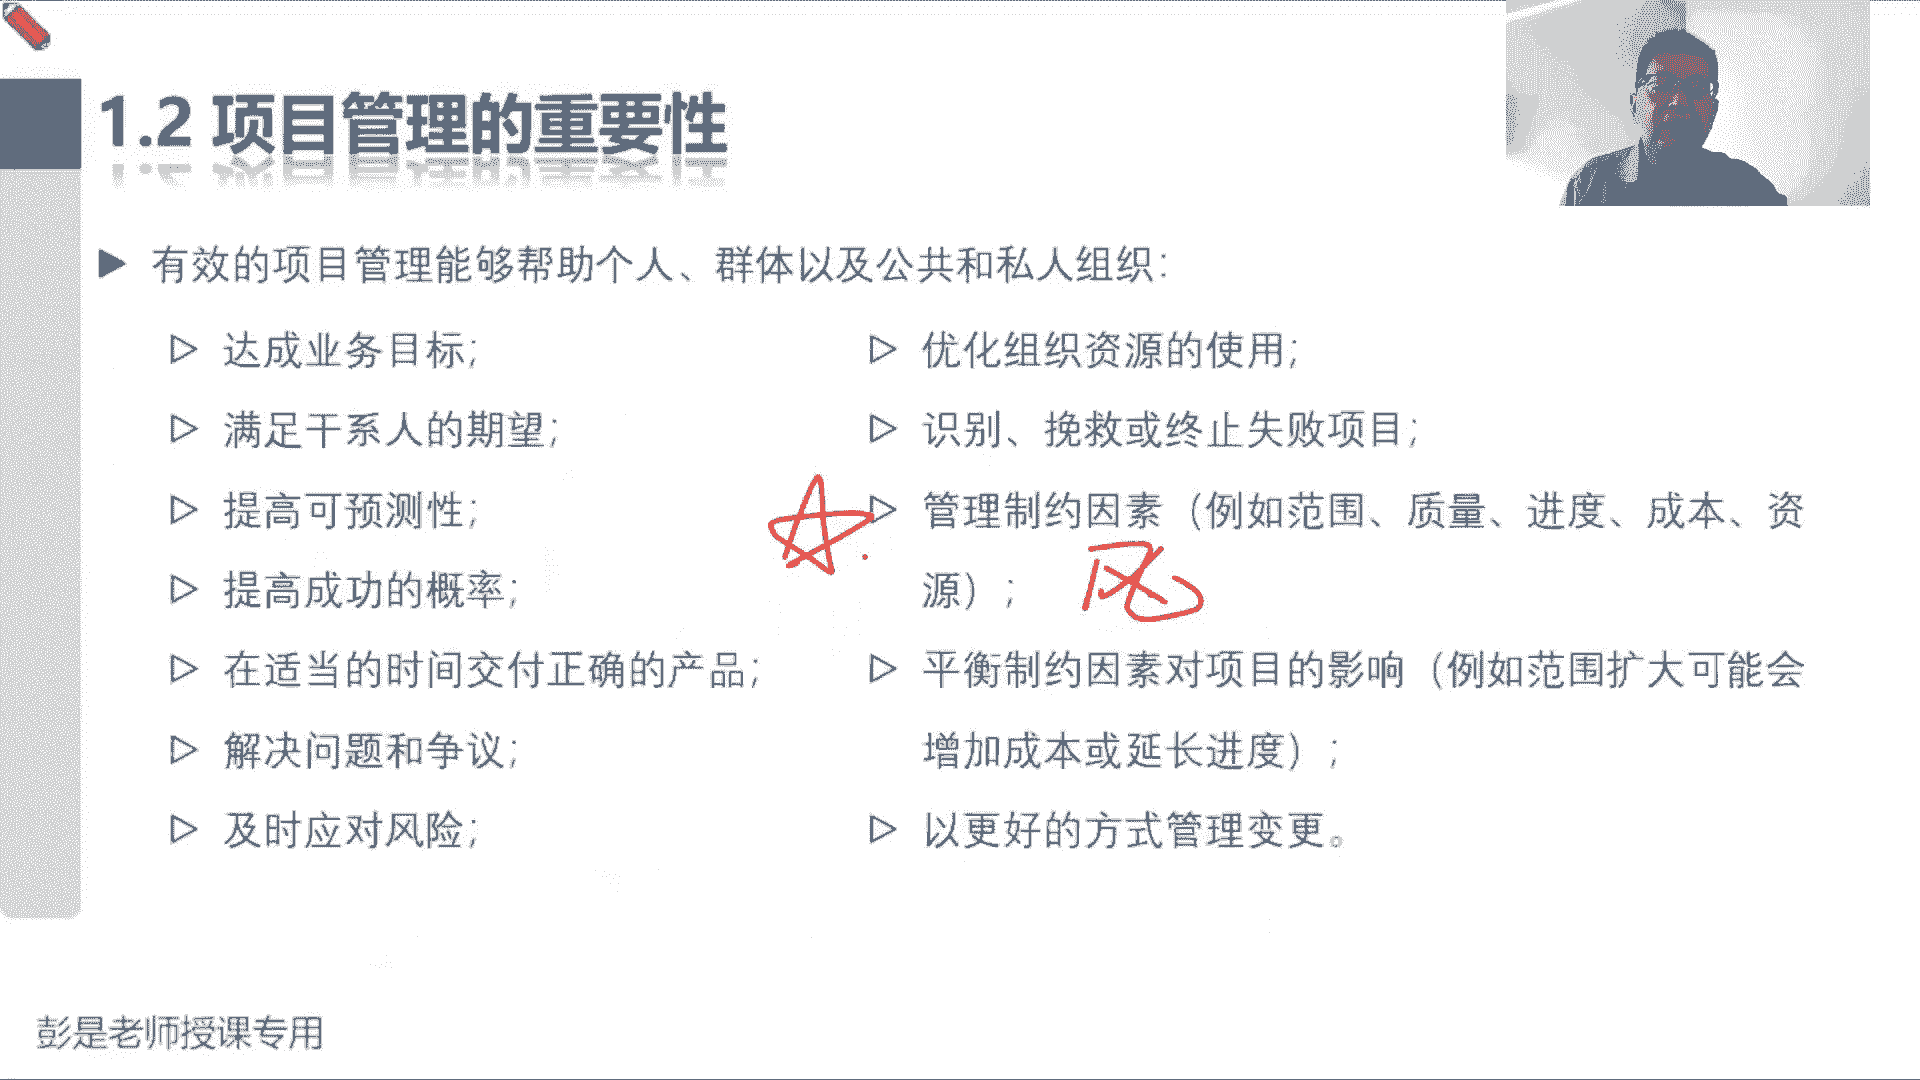 1.2 项目管理的重要性
有效的项目管理能够帮助个人、群体以及公共和私人组织：
达成业务目标；
满足干系人的期望；
提高可预测性；
提高成功的概率；
在适当的时间交付正确的产品；
解决问题和争议；
及时应对风险；
优化组织资源的使用；
识别、挽救或终止失败项目；
管理制约因素（例如范围、质量、进度、成本、资
源）；
风
平衡制约因素对项目的影响（例如范围扩大可能会
增加成本或延长进度）；
以更好的方式管理变更。
彭是老师授课专用